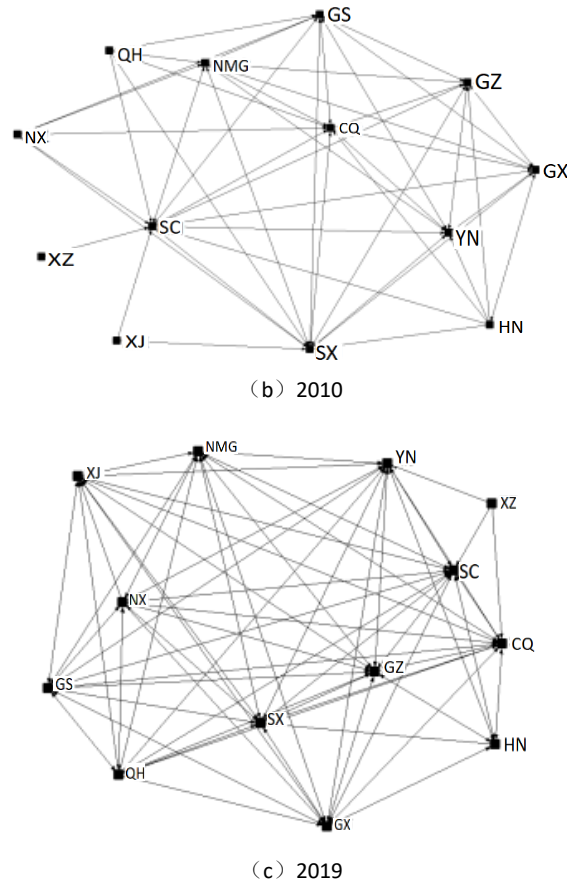 GS
QH
NMG
GZ
CQ
NX
GX
SC
YN
XZ
HN
XJ
SX
（b）2010
NMG
YN
XJ
XZ
SC
NX
CQ
GZ
GS
SX
HN
QH
GX
（c）2019